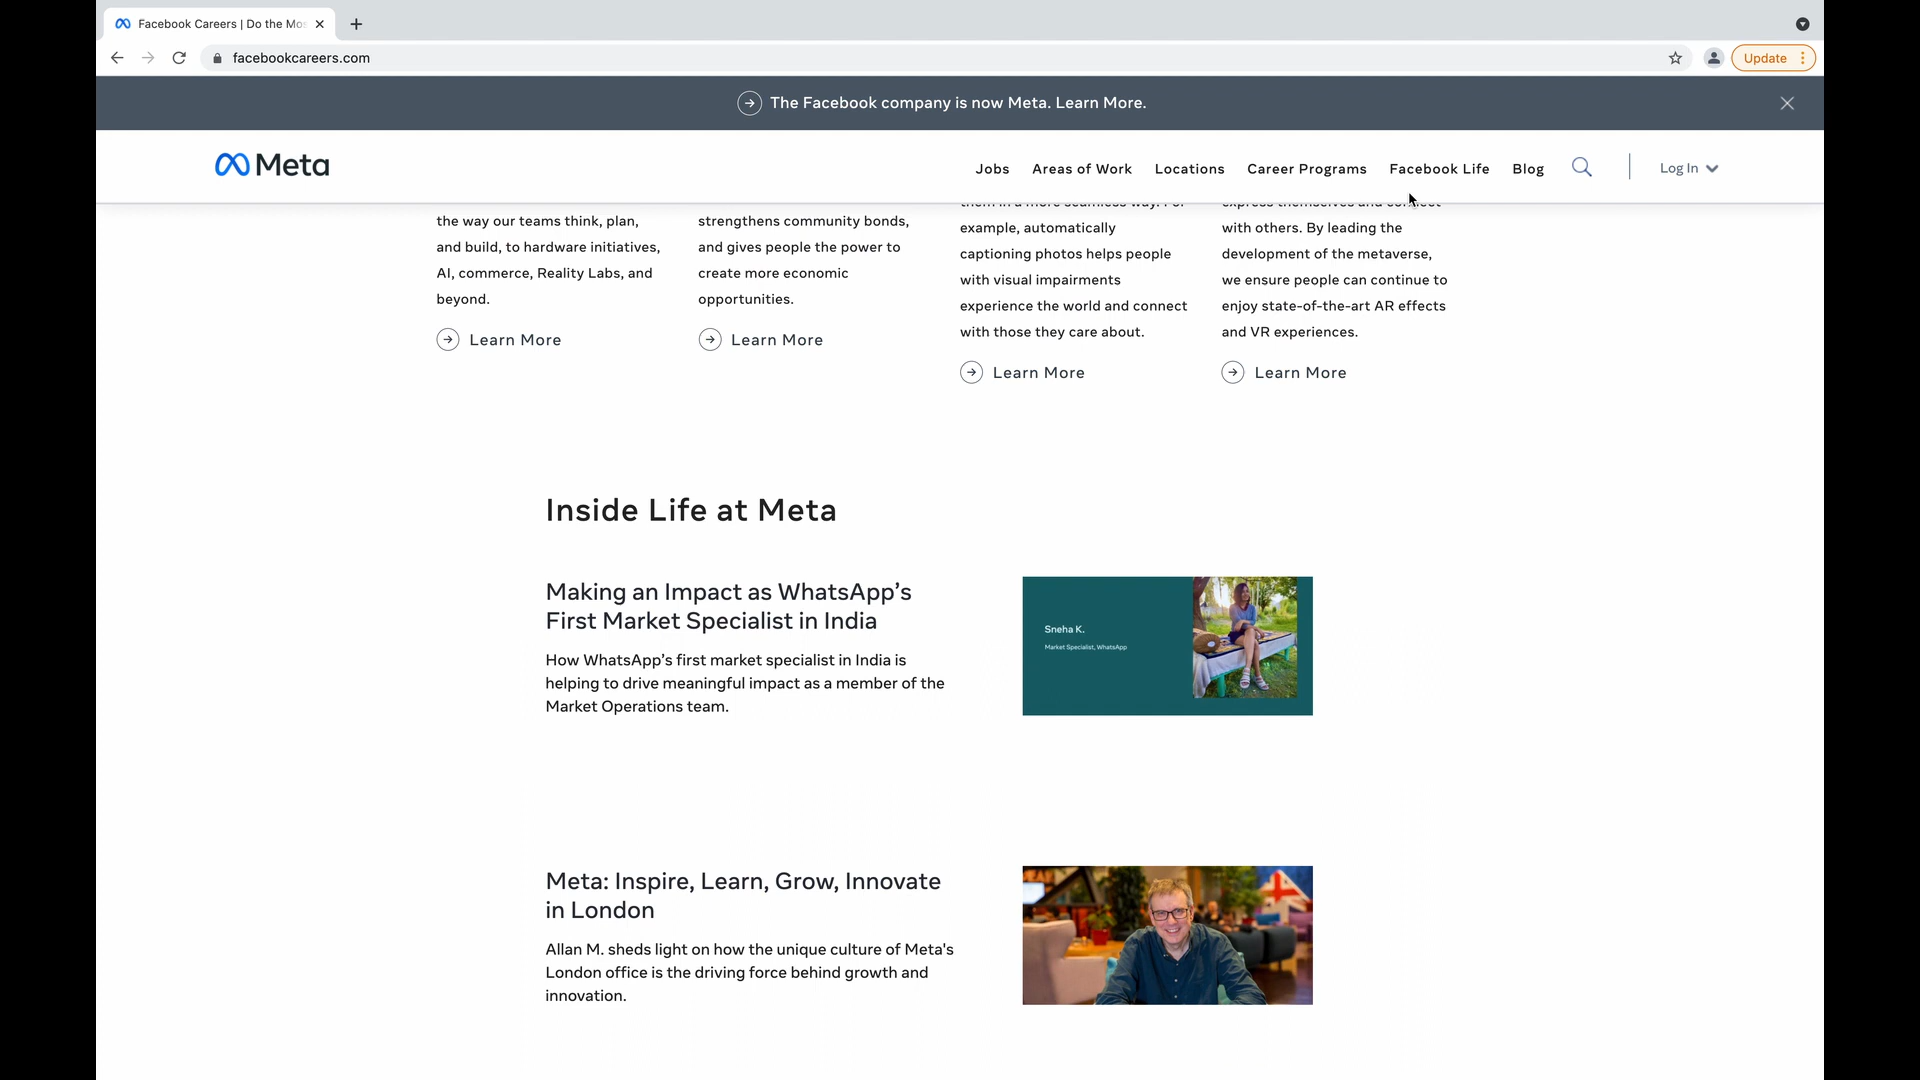 Facebook Careers | Do the Mo
facebookcareers.com
Update
The Facebook company is now Meta. Learn More.
Meta
Jobs
Areas of Work
Locations
Career Programs
Facebook Life
Blog
Log In
the way our teams think, plan,
and build, to hardware initiatives,
AI, commerce, Reality Labs, and
beyond.
Learn More
strengthens community bonds,
and gives people the power to
create more economic
opportunities.
Learn More
them in a more seamless way. For
example, automatically
captioning photos helps people
with visual impairments
experience the world and connect
with those they care about.
Learn More
express themselves and connect
with others. By leading the
development of the metaverse,
we ensure people can continue to
enjoy state-of-the-art AR effects
and VR experiences.
Learn More
Inside Life at Meta
Making an Impact as WhatsApp’s
First Market Specialist in India
How WhatsApp’s first market specialist in India is
helping to drive meaningful impact as a member of the
Market Operations team.
Sneha K.
Market Specialist, WhatsApp
Meta: Inspire, Learn, Grow, Innovate
in London
Allan M. sheds light on how the unique culture of Meta's
London office is the driving force behind growth and
innovation.